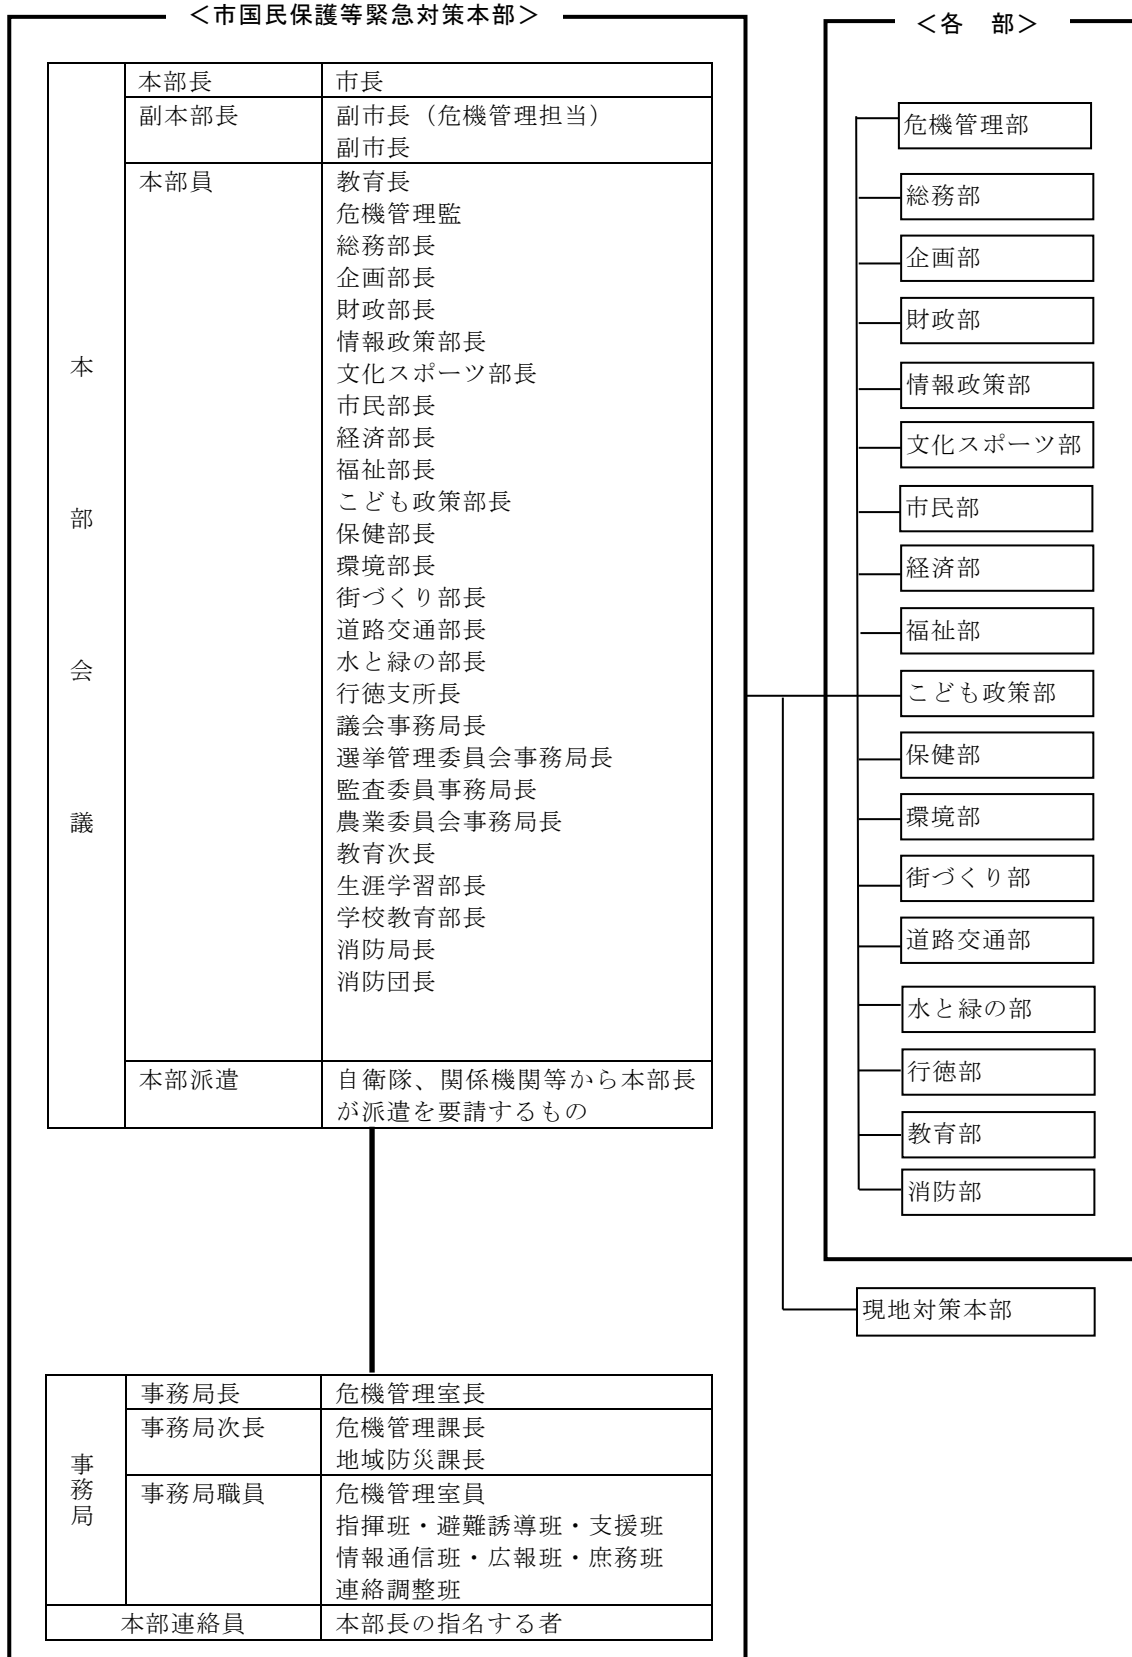 ＜市国民保護等緊急対策本部＞
本部会議
本部長
市長
副本部長
副市長（危機管理担当）
副市長
本部員
教育長
危機管理監
総務部長
企画部長
財政部長
情報政策部長
文化スポーツ部長
市民部長
経済部長
福祉部長
こども政策部長
保健部長
環境部長
街づくり部長
道路交通部長
水と緑の部長
行徳支所長
議会事務局長
選挙管理委員会事務局長
監査委員事務局長
農業委員会事務局長
教育次長
生涯学習部長
学校教育部長
消防局長
消防団長
本部派遣
自衛隊、関係機関等から本部長
が派遣を要請するもの
事務局
事務局長
危機管理室長
事務局次長
危機管理課長
地域防災課長
事務局職員
危機管理室員
指揮班・避難誘導班・支援班
情報通信班・広報班・庶務班
連絡調整班
本部連絡員
本部長の指名する者
＜各　部＞
危機管理部
総務部
企画部
財政部
情報政策部
文化スポーツ部
市民部
経済部
福祉部
こども政策部
保健部
環境部
街づくり部
道路交通部
水と緑の部
行徳部
教育部
消防部
現地対策本部